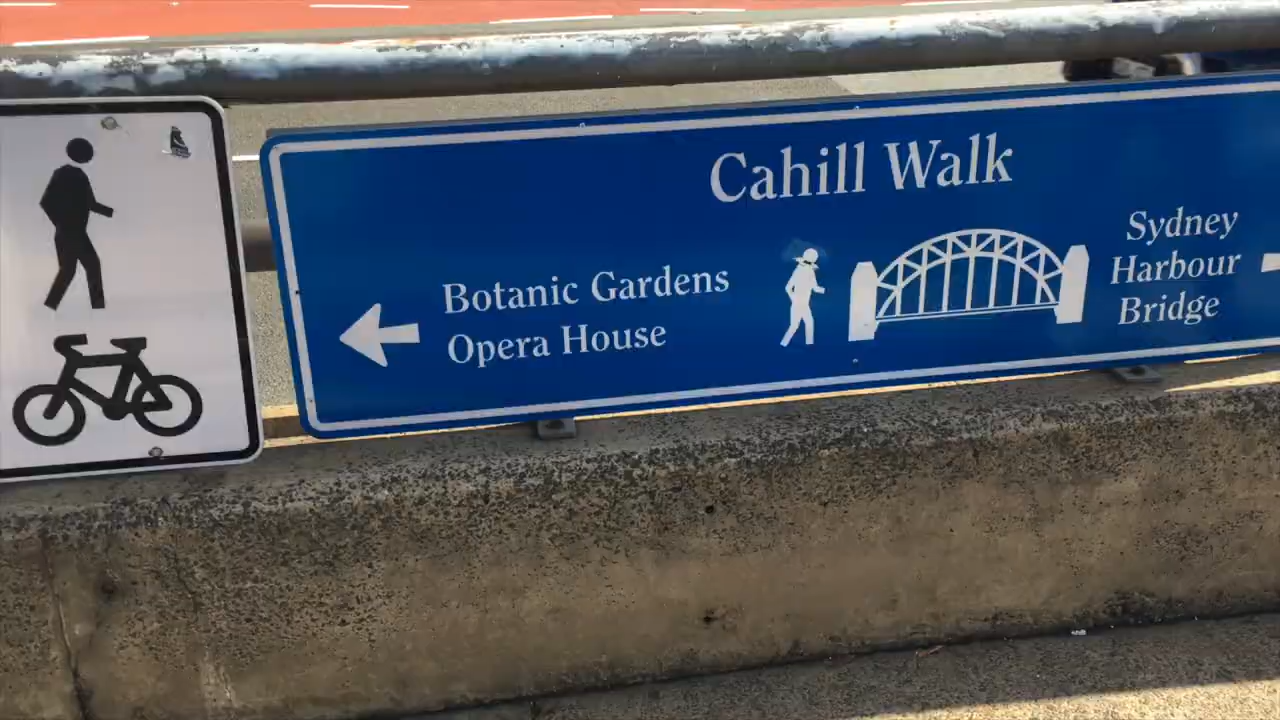 Cahill Walk
Botanic Gardens
Opera House
Sydney
Harbour
Bridge